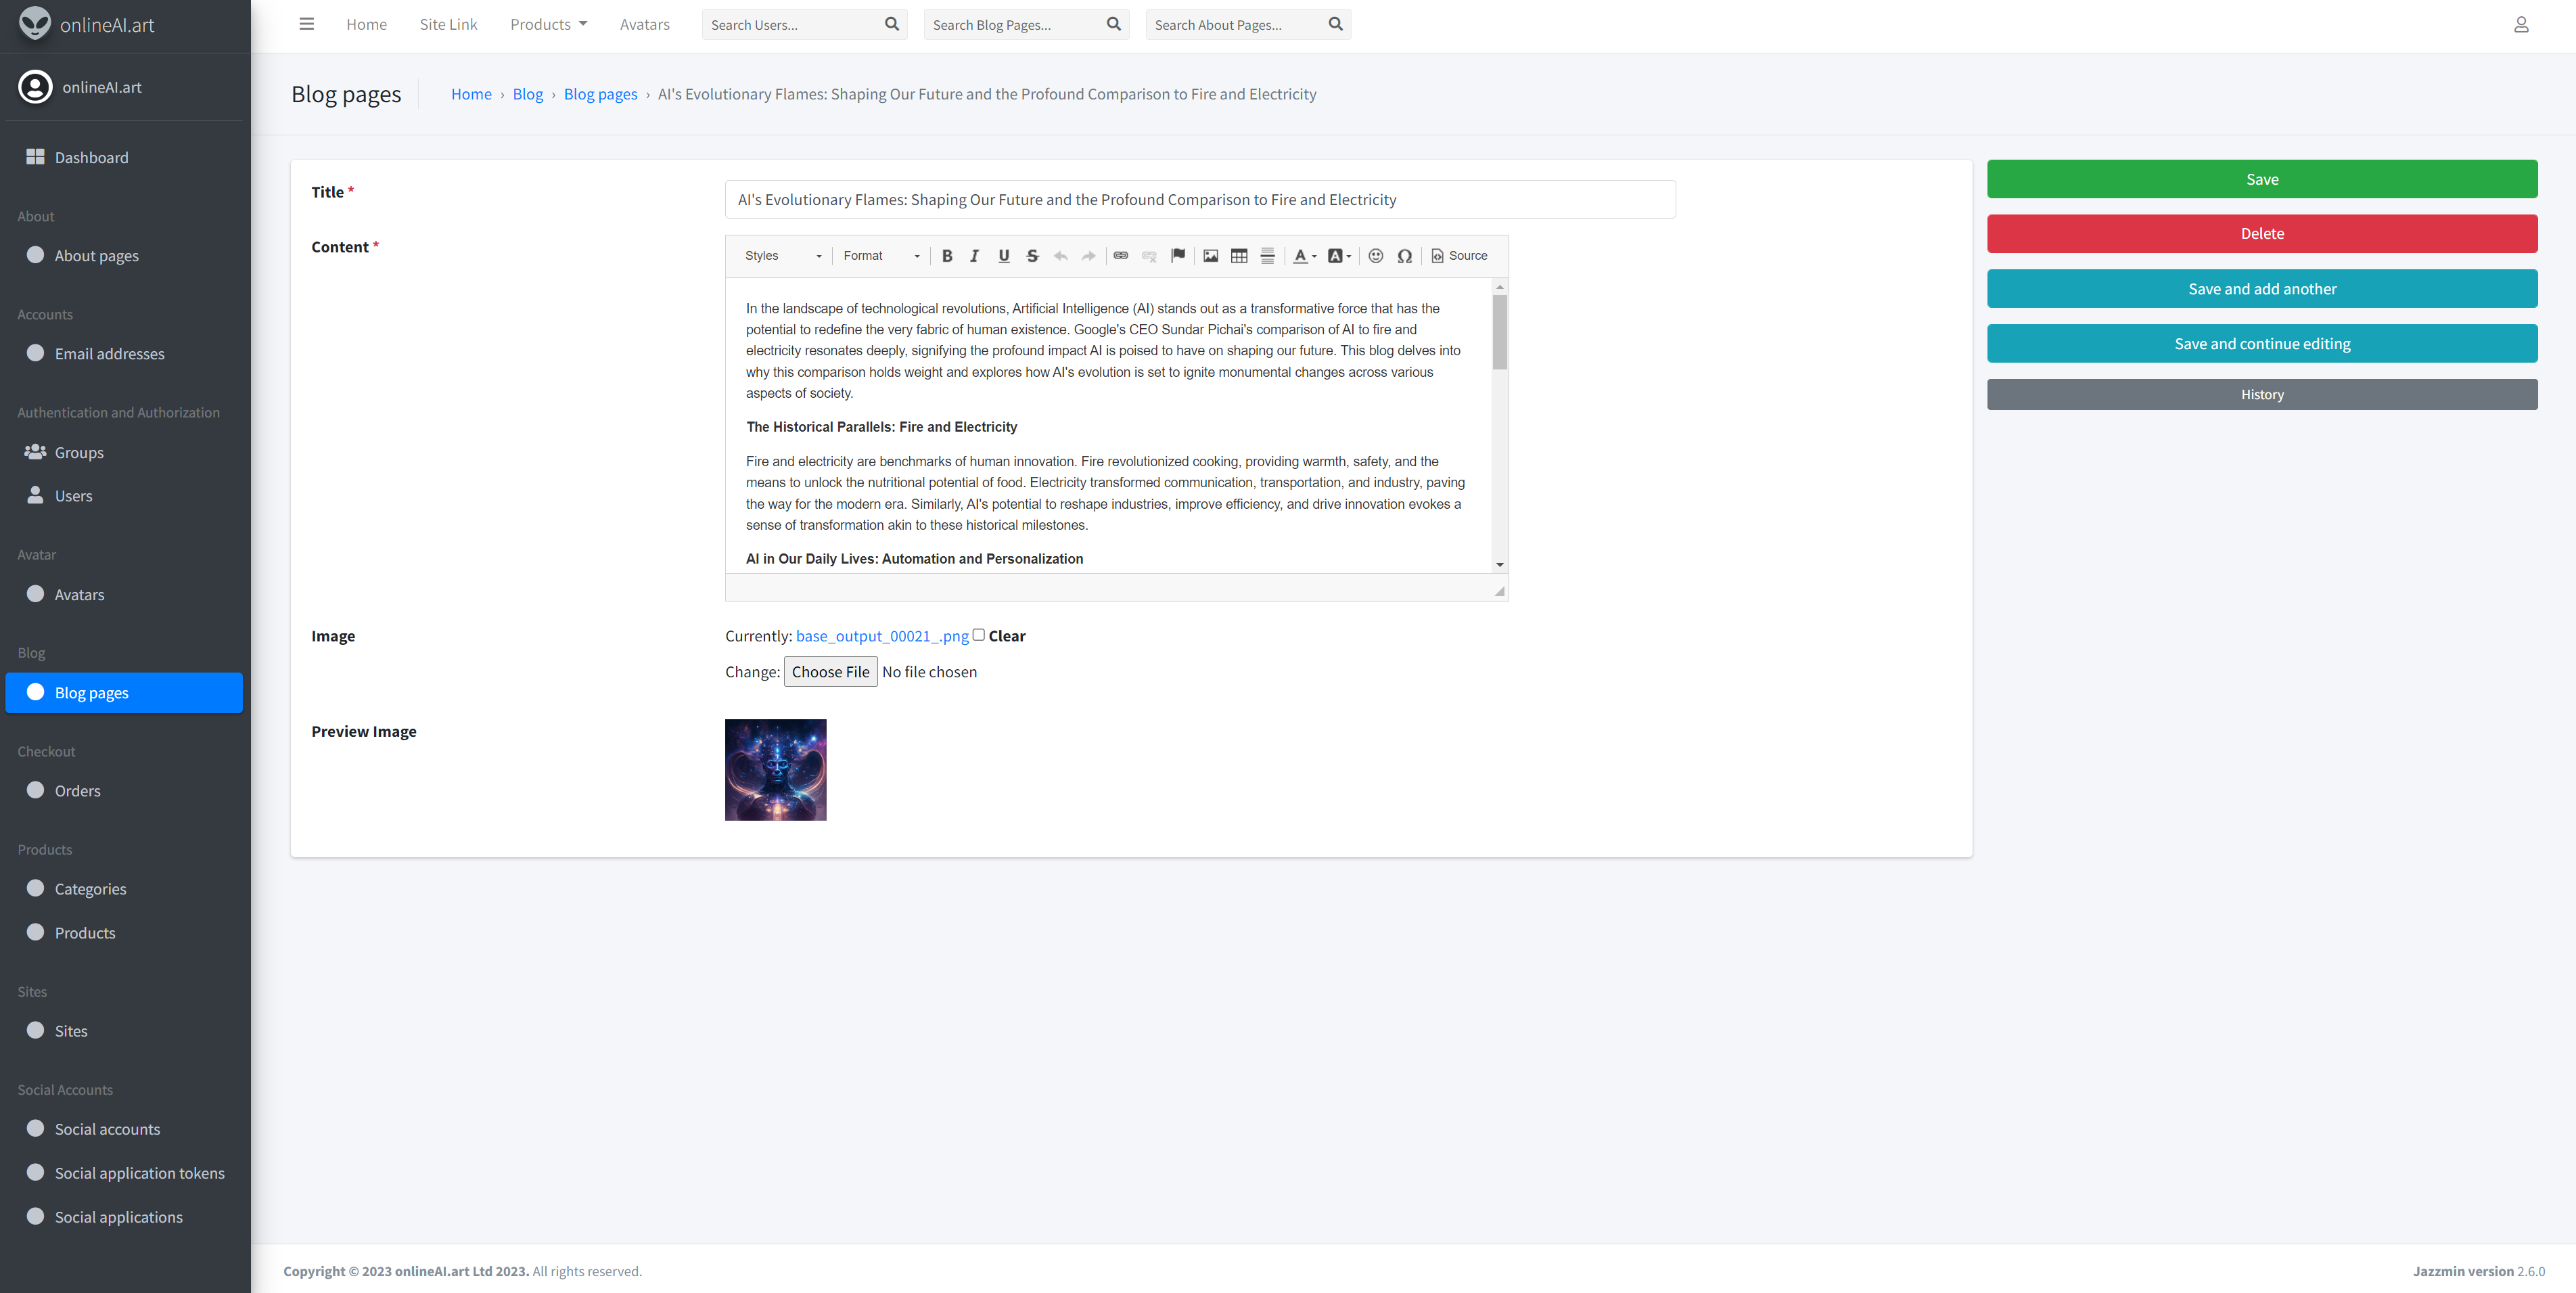 onlineAI.art
Home
Site Link
Products
Avatars
Search Users...
Search Blog Pages...
Search About Pages...
onlineAI.art
Dashboard
About
About pages
Accounts
Email addresses
Authentication and Authorization
Groups
Users
Avatar
Avatars
Blog
Blog pages
Checkout
Orders
Products
Categories
Products
Sites
Sites
Social Accounts
Social accounts
Social application tokens
Social applications
Blog pages
Home › Blog › Blog pages › AI's Evolutionary Flames: Shaping Our Future and the Profound Comparison to Fire and Electricity
Title *
AI's Evolutionary Flames: Shaping Our Future and the Profound Comparison to Fire and Electricity
Content *
Styles
Format
B I U S
A
A
Ω
Source
In the landscape of technological revolutions, Artificial Intelligence (AI) stands out as a transformative force that has the
potential to redefine the very fabric of human existence. Google's CEO Sundar Pichai's comparison of AI to fire and
electricity resonates deeply, signifying the profound impact AI is poised to have on shaping our future. This blog delves into
why this comparison holds weight and explores how AI's evolution is set to ignite monumental changes across various
aspects of society.
The Historical Parallels: Fire and Electricity
Fire and electricity are benchmarks of human innovation. Fire revolutionized cooking, providing warmth, safety, and the
means to unlock the nutritional potential of food. Electricity transformed communication, transportation, and industry, paving
the way for the modern era. Similarly, AI's potential to reshape industries, improve efficiency, and drive innovation evokes a
sense of transformation akin to these historical milestones.
AI in Our Daily Lives: Automation and Personalization
Image
Currently: base_output_00021_.png Clear
Change: Choose File No file chosen
Preview Image
Save
Delete
Save and add another
Save and continue editing
History
Copyright © 2023 onlineAI.art Ltd 2023. All rights reserved.
Jazzmin version 2.6.0